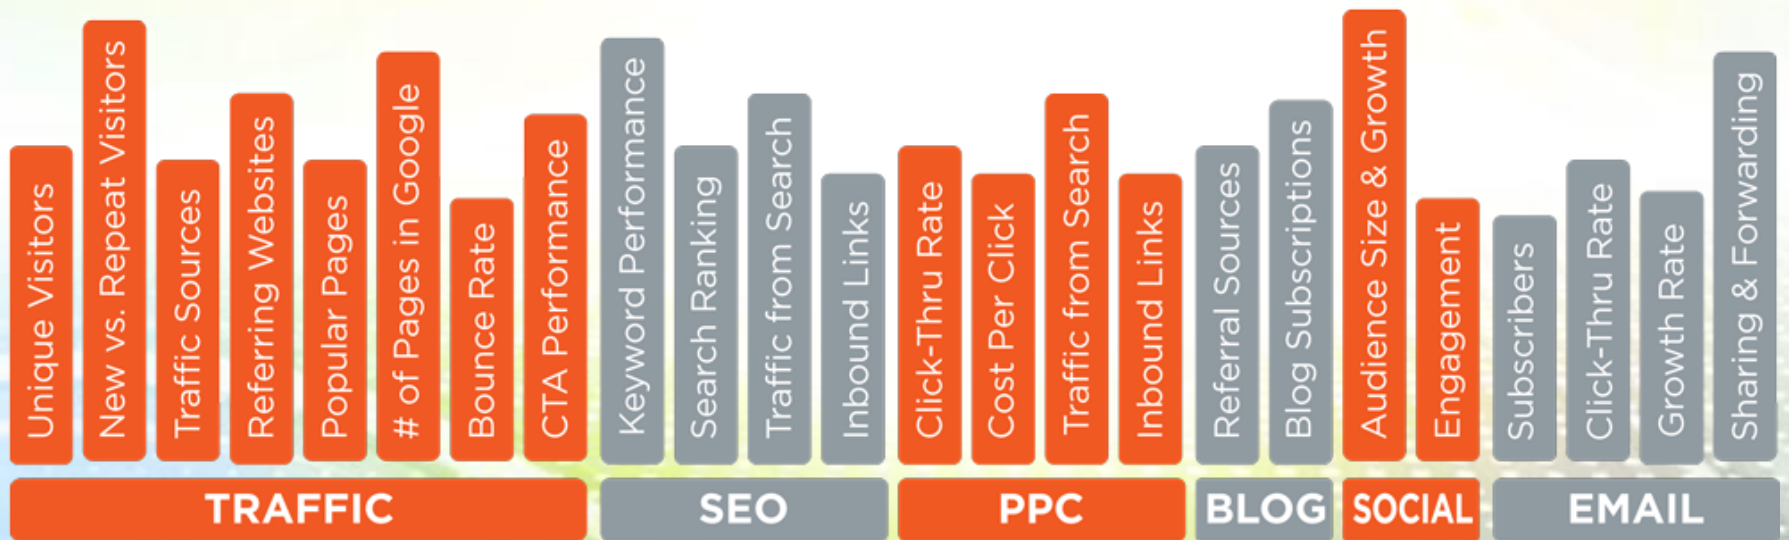 Unique Visitors
New vs. Repeat Visitors
Traffic Sources
Referring Websites
Popular Pages
# of Pages in Google
Bounce Rate
CTA Performance
TRAFFIC
Keyword Performance
Search Ranking
Traffic from Search
Inbound Links
SEO
Click-Thru Rate
Cost Per Click
Traffic from Search
Inbound Links
PPC
Referral Sources
Blog Subscriptions
BLOG
Audience Size & Growth
Engagement
SOCIAL
Subscribers
Click-Thru Rate
Growth Rate
Sharing & Forwarding
EMAIL